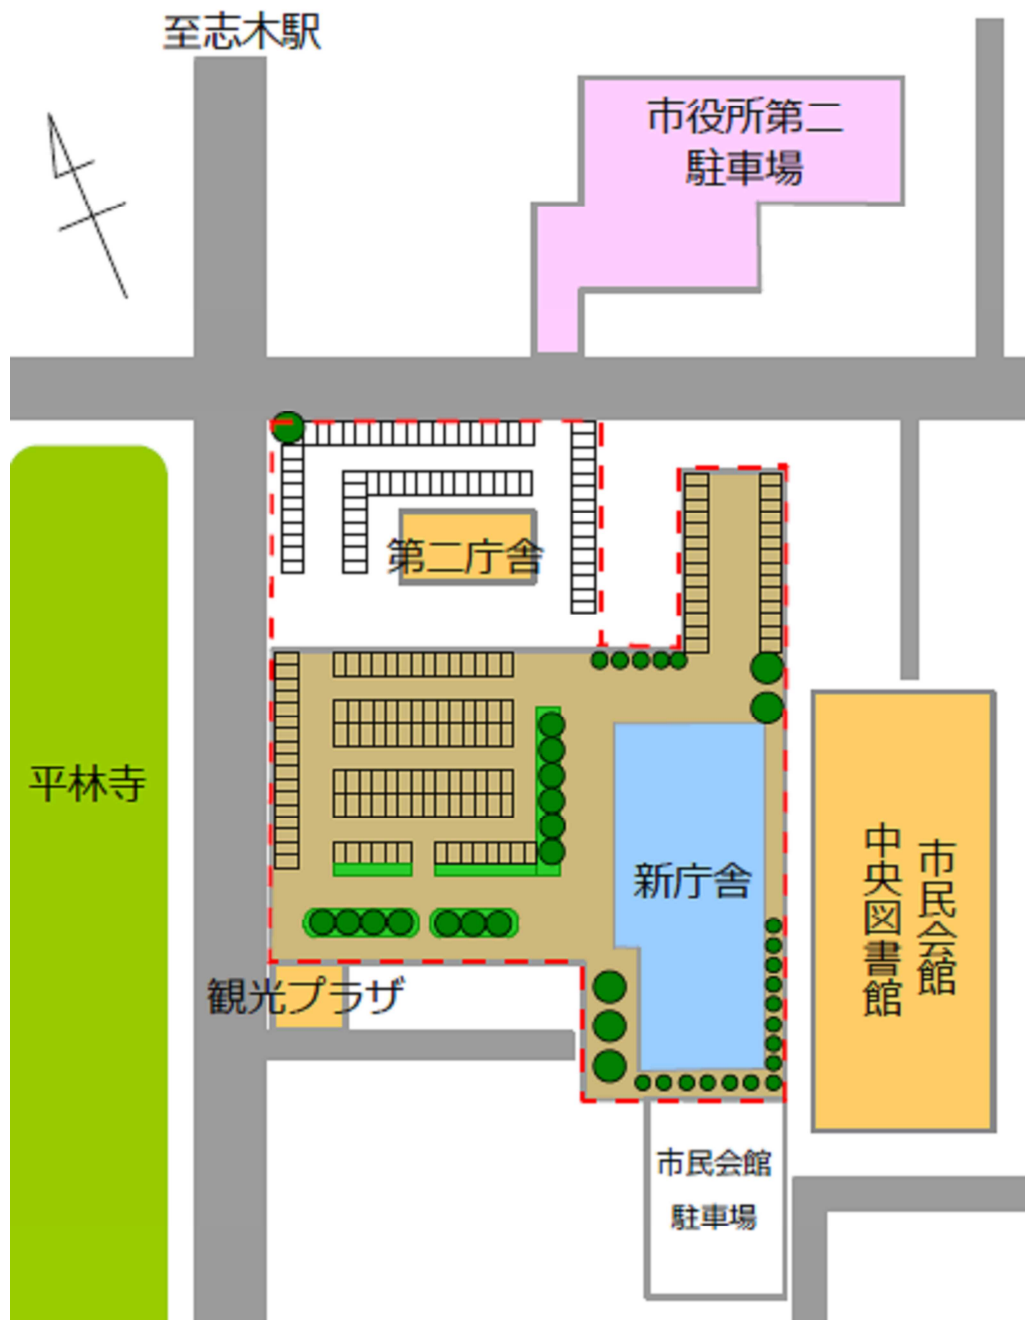 至志木駅
市役所第二
駐車場
第二庁舎
平林寺
新庁舎
市民会館
中央図書館
観光プラザ
市民会館
駐車場